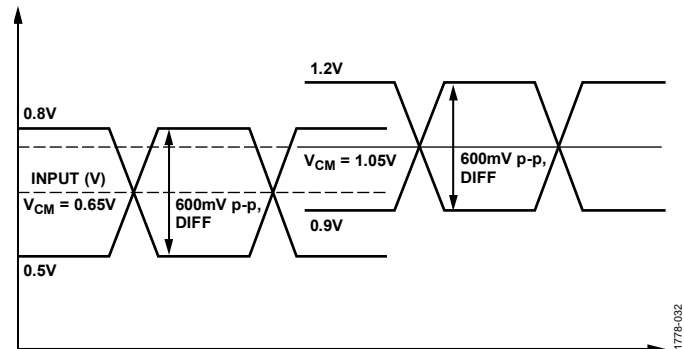 1.2V
0.8V
INPUT (V)
VCM = 0.65V
600mV p-p,
DIFF
0.5V
VCM = 1.05V
600mV p-p,
DIFF
0.9V
1778-032